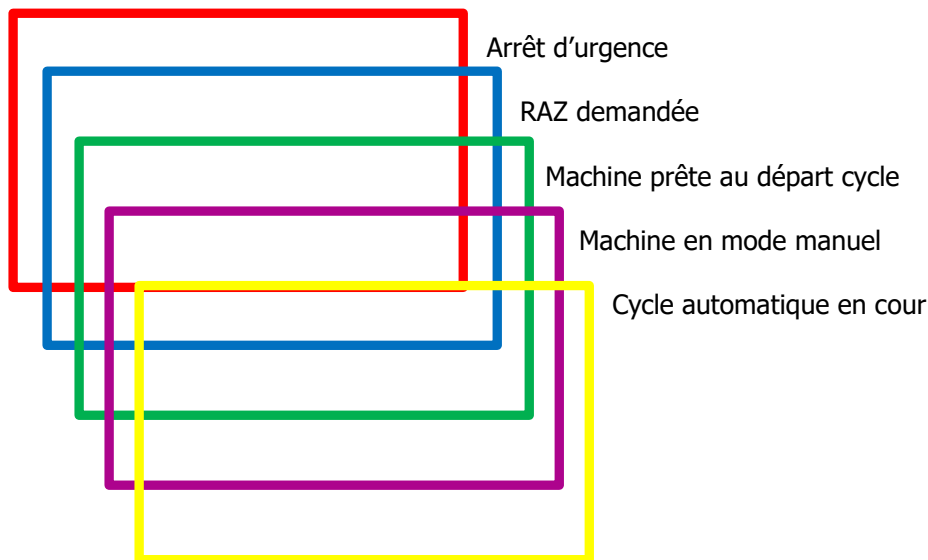 Arrêt d’urgence
RAZ demandée
Machine prête au départ cycle
Machine en mode manuel
Cycle automatique en cour